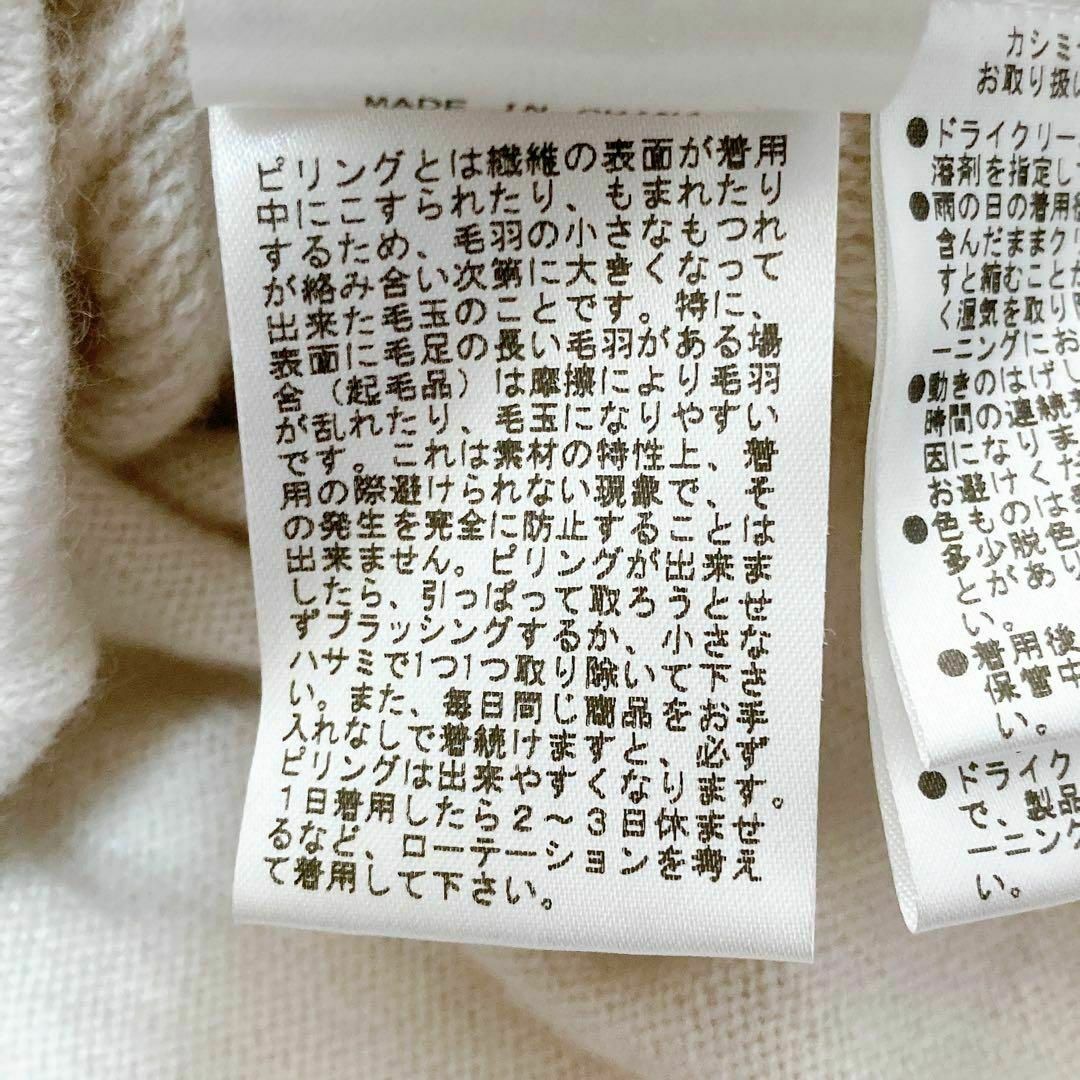 MADE IN CHINA
ピリングとは繊維の表面が着用
中にこすられたり、もまれたり
するため、毛羽の小さなもつれ
が絡み合い次第に大きくなって
出来た毛玉のことです。特に、
表面に毛足の長い毛羽がある場
合（起毛品）は摩擦により毛羽
が乱れたり、毛玉になりやすい
です。これは素材の特性上、着
用の際避けられない現象で、そ
の発生を完全に防止することは
出来ません。ピリングが出来ま
したら、引っぱって取ろうとせ
ずブラッシングするか、小さな
ハサミで1つ1つ取り除いて下さ
い。また、毎日同じ商品をお手
入れなしで着続けますと、必ず
ピリングは出来やすくなります。
1日着用したら2～3日休ませ
るなど、ローテーションを考え
て着用して下さい。
カシミ
お取り扱い
●ドライクリー
溶剤を指定し
●雨の日の着用
含んだままクリ
すと縮むことが
く湿気を取り
ーニングにお
●動きのはげし
時間の連続
因になりま
お避けくだ
●色も少は
多の脱色
とがあり
い。
●着用後
保管中
い。
●ドライク
で、製品
ーニング
い。